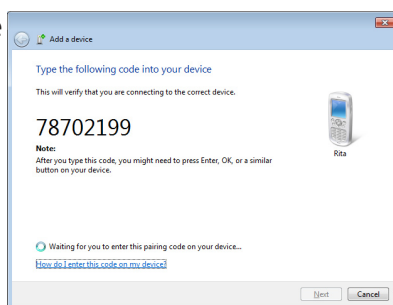 Add a device
Type the following code into your device
This will verify that you are connecting to the correct device.
78702199
Note:
After you type this code, you might need to press Enter, OK, or a similar
button on your device.
Rita
Waiting for you to enter this pairing code on your device...
How do I enter this code on my device?
Next Cancel